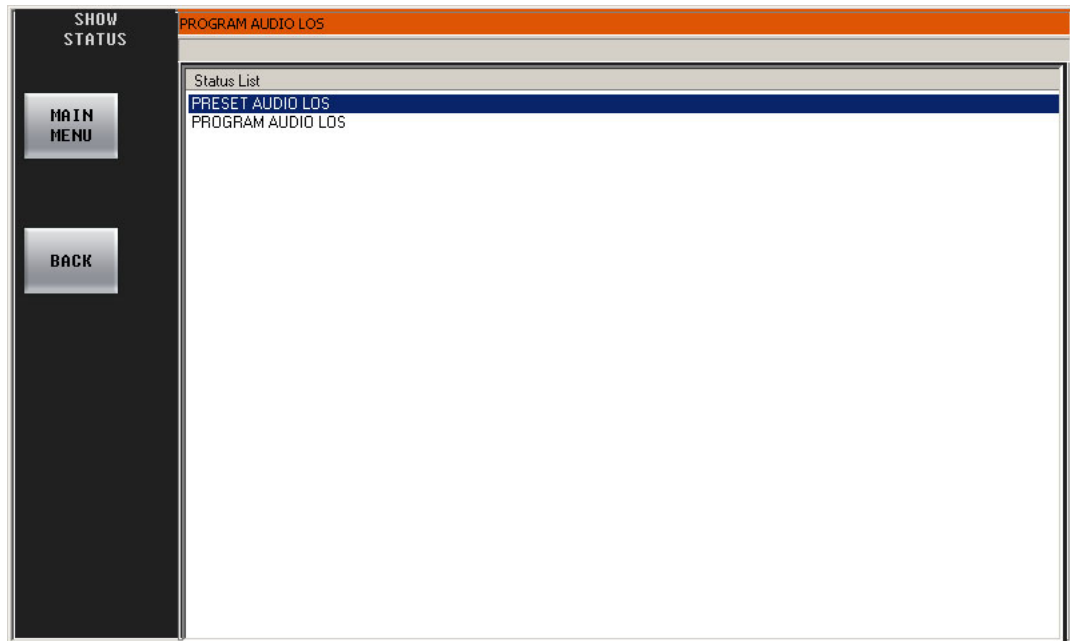 SHOW
STATUS
PROGRAM AUDIO LOS
Status List
PRESET AUDIO LOS
PROGRAM AUDIO LOS
MAIN
MENU
BACK